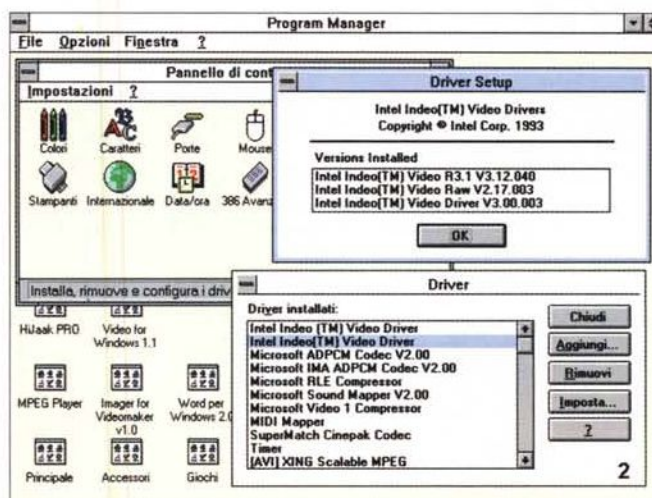 Program Manager
File Opzioni Finestra ?
Pannello di cont
Impostazioni ?
Colori Caratteri Porte Mouse
Stampanti Internazionale Data/ora 386 Avanz
Installa, rimuove e configura i driv
Driver Setup
Intel Indeo(TM) Video Drivers
Copyright © Intel Corp. 1993
Versions Installed
Intel Indeo(TM) Video R3.1 V3.12.040
Intel Indeo(TM) Video Raw V2.17.003
Intel Indeo(TM) Video Driver V3.00.003
OK
HiJaak PRO Video for Windows 1.1
MPEG Player Imager for Videomaker v1.0 Word per Windows 2.0
Principale Accessori Giochi
Driver
Driver installati:
Intel Indeo (TM) Video Driver
Intel Indeo(TM) Video Driver
Microsoft ADPCM Codec V2.00
Microsoft IMA ADPCM Codec V2.00
Microsoft RLE Compressor
Microsoft Sound Mapper V2.00
Microsoft Video 1 Compressor
MIDI Mapper
SuperMatch Cinepak Codec
Timer
[AVI] XING Scalable MPEG
Chiudi
Aggiungi...
Rimuovi
Imposta...
?
2